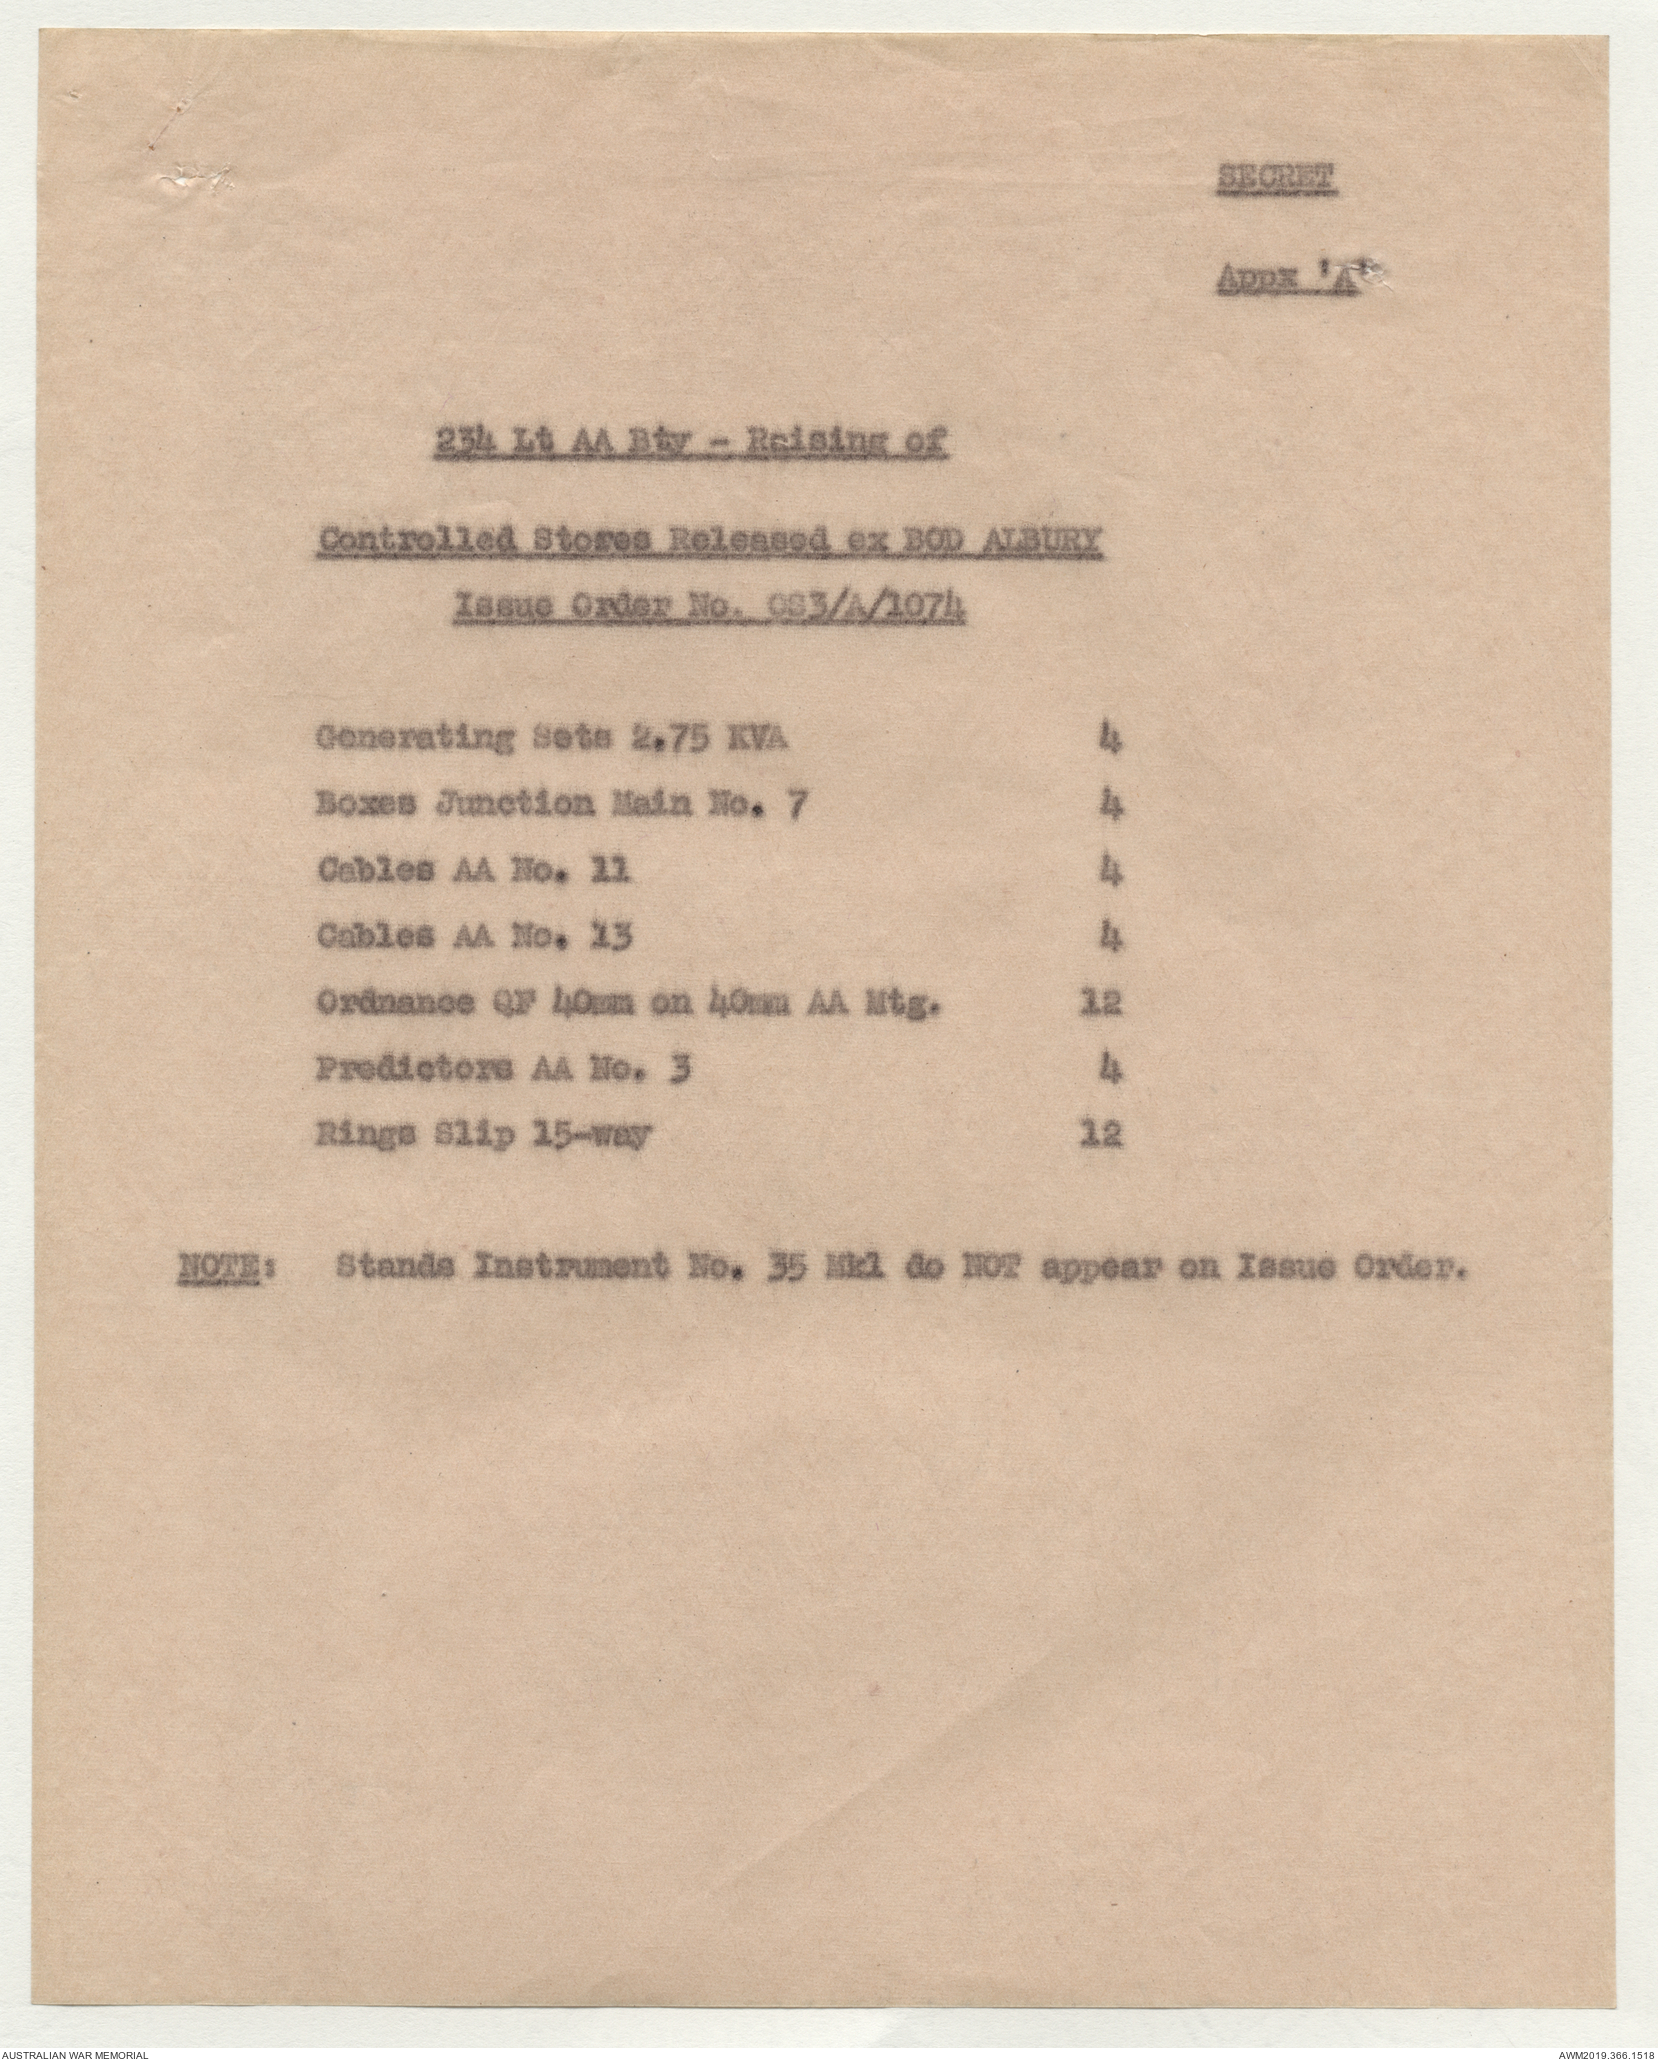 SECRET
Appx 'A'
234 Lt AA Bty - Raising of
Controlled Stores Released ex BOD ALBURY
Issue Order No. OS3/A/1074
Generating Sets 2.75 KVA 4
Boxes Junction Main No. 7 4
Cables AA No. 11 4
Cables AA No. 13 4
Ordnance QF 40mm on 40mm AA Mtg. 12
Predictors AA No. 3 4
Rings Slip 15-way 12
NOTE: Stands Instrument No. 35 Mk1 do NOT appear on Issue Order.
AUSTRALIAN WAR MEMORIAL
AWM2019.366.1518